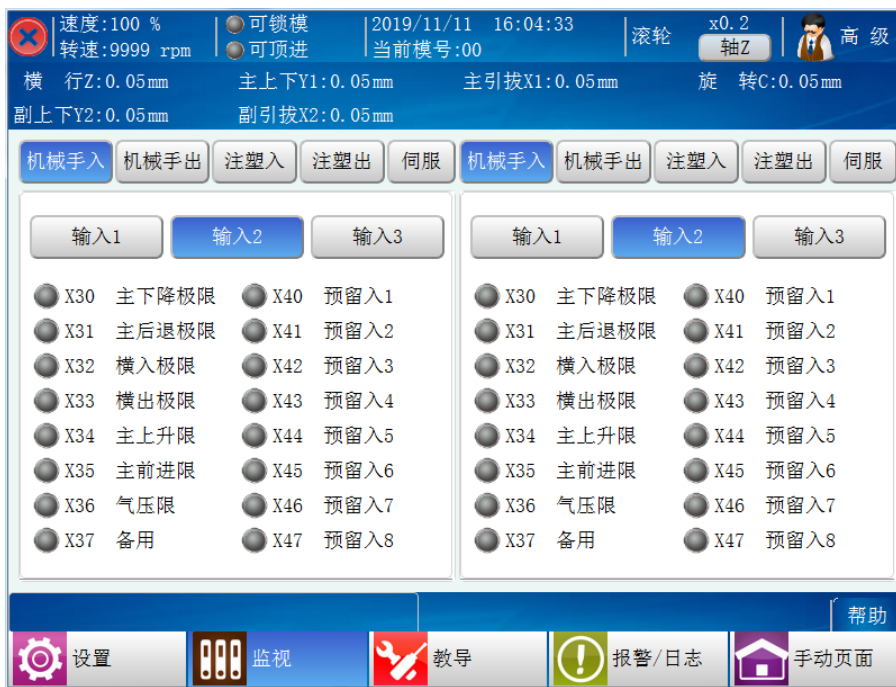 速度:100 % 可锁模 2019/11/11 16:04:33 滚轮 x0.2 高 级
转速:9999 rpm 可顶进 当前模号:00 轴Z
横 行Z:0.05mm 主上下Y1:0.05mm 主引拔X1:0.05mm 旋 转C:0.05mm
副上下Y2:0.05mm 副引拔X2:0.05mm
机械手入 机械手出 注塑入 注塑出 伺服 机械手入 机械手出 注塑入 注塑出 伺服
输入1 输入2 输入3 输入1 输入2 输入3
X30 主下降极限 X40 预留入1 X30 主下降极限 X40 预留入1
X31 主后退极限 X41 预留入2 X31 主后退极限 X41 预留入2
X32 横入极限 X42 预留入3 X32 横入极限 X42 预留入3
X33 横出极限 X43 预留入4 X33 横出极限 X43 预留入4
X34 主上升限 X44 预留入5 X34 主上升限 X44 预留入5
X35 主前进限 X45 预留入6 X35 主前进限 X45 预留入6
X36 气压限 X46 预留入7 X36 气压限 X46 预留入7
X37 备用 X47 预留入8 X37 备用 X47 预留入8
帮助
设置 监视 教导 报警/日志 手动页面